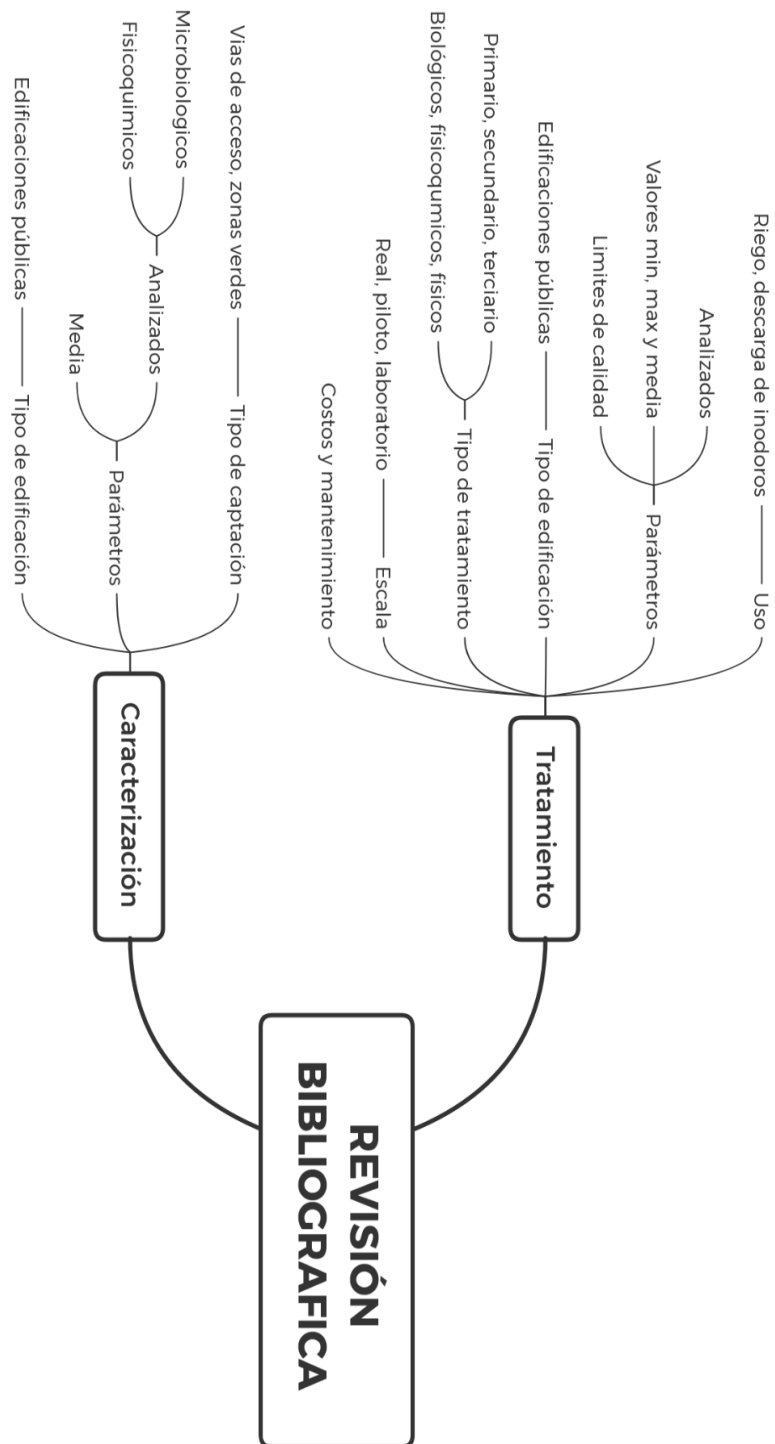 REVISIÓN
BIBLIOGRAFICA
Tratamiento
Uso
Riego, descarga de inodoros
Parámetros
Analizados
Valores min, max y media
Limites de calidad
Tipo de edificación
Edificaciones públicas
Tipo de tratamiento
Primario, secundario, terciario
Biológicos, físicoqumicos, físicos
Escala
Real, piloto, laboratorio
Costos y mantenimiento
Caracterización
Tipo de captación
Vias de acceso, zonas verdes
Parámetros
Analizados
Microbiologicos
Fisicoquimicos
Media
Tipo de edificación
Edificaciones públicas